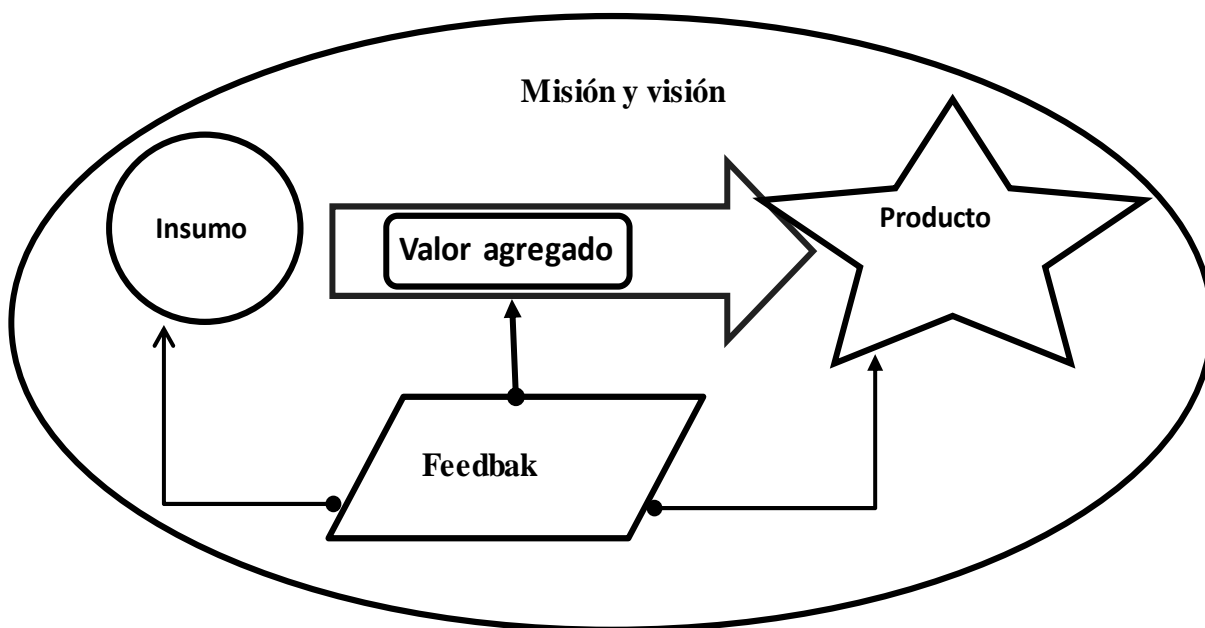 Misión y visión
Insumo
Valor agregado
Producto
Feedbak